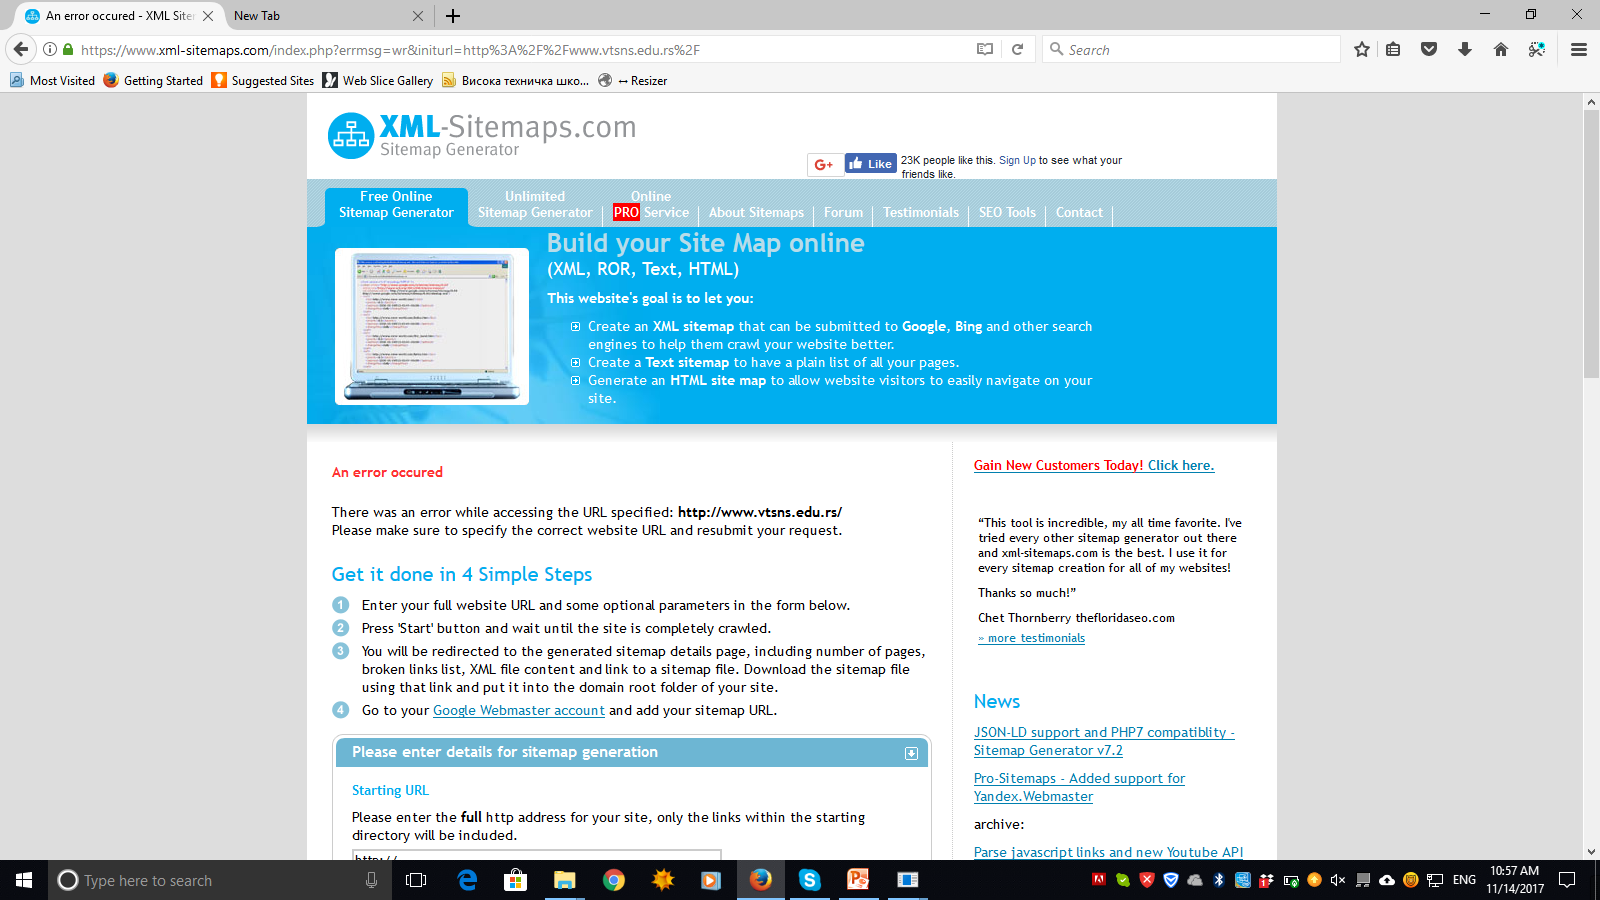 An error occured - XML Siter
New Tab
https://www.xml-sitemaps.com/index.php?errmsg=wr&initurl=http%3A%2F%2Fwww.vtsns.edu.rs%2F
Search
Most Visited
Getting Started
Suggested Sites
Web Slice Gallery
Висока техничка шко...
↔ Resizer
XML-Sitemaps.com
Sitemap Generator
G+
Like
23K people like this. Sign Up to see what your
friends like.
Free Online
Sitemap Generator
Unlimited
Sitemap Generator
Online
PRO Service
About Sitemaps
Forum
Testimonials
SEO Tools
Contact
Build your Site Map online
(XML, ROR, Text, HTML)
This website's goal is to let you:
Create an XML sitemap that can be submitted to Google, Bing and other search
engines to help them crawl your website better.
Create a Text sitemap to have a plain list of all your pages.
Generate an HTML site map to allow website visitors to easily navigate on your
site.
An error occured
There was an error while accessing the URL specified: http://www.vtsns.edu.rs/
Please make sure to specify the correct website URL and resubmit your request.
Get it done in 4 Simple Steps
1 Enter your full website URL and some optional parameters in the form below.
2 Press 'Start' button and wait until the site is completely crawled.
3 You will be redirected to the generated sitemap details page, including number of pages,
broken links list, XML file content and link to a sitemap file. Download the sitemap file
using that link and put it into the domain root folder of your site.
4 Go to your Google Webmaster account and add your sitemap URL.
Please enter details for sitemap generation
Starting URL
Please enter the full http address for your site, only the links within the starting
directory will be included.
http://
Gain New Customers Today! Click here.
“This tool is incredible, my all time favorite. I've
tried every other sitemap generator out there
and xml-sitemaps.com is the best. I use it for
every sitemap creation for all of my websites!
Thanks so much!”
Chet Thornberry thefloridaseo.com
» more testimonials
News
JSON-LD support and PHP7 compatiblity -
Sitemap Generator v7.2
Pro-Sitemaps - Added support for
Yandex.Webmaster
archive:
Parse javascript links and new Youtube API
Type here to search
ENG
10:57 AM
11/14/2017